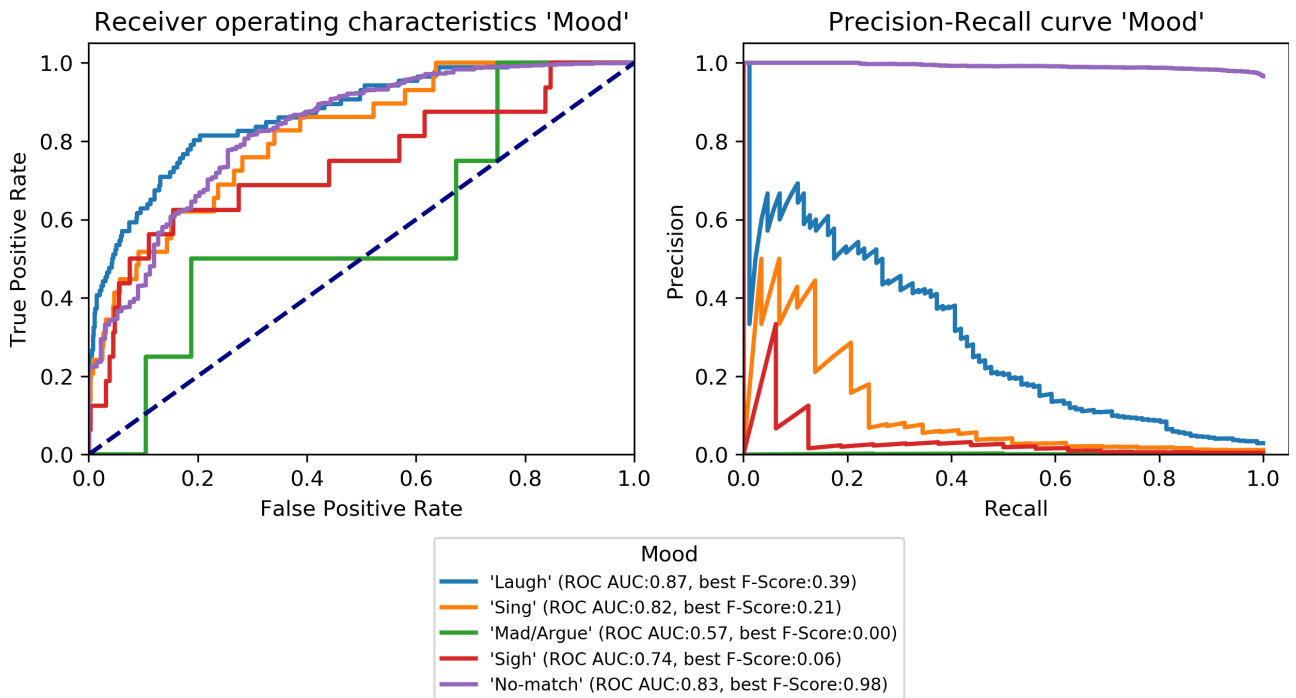 Receiver operating characteristics 'Mood'
1.0
0.8
0.6
0.4
0.2
0.0
True Positive Rate
0.0 0.2 0.4 0.6 0.8 1.0
False Positive Rate
Precision-Recall curve 'Mood'
1.0
0.8
0.6
0.4
0.2
0.0
Precision
0.0 0.2 0.4 0.6 0.8 1.0
Recall
Mood
'Laugh' (ROC AUC:0.87, best F-Score:0.39)
'Sing' (ROC AUC:0.82, best F-Score:0.21)
'Mad/Argue' (ROC AUC:0.57, best F-Score:0.00)
'Sigh' (ROC AUC:0.74, best F-Score:0.06)
'No-match' (ROC AUC:0.83, best F-Score:0.98)